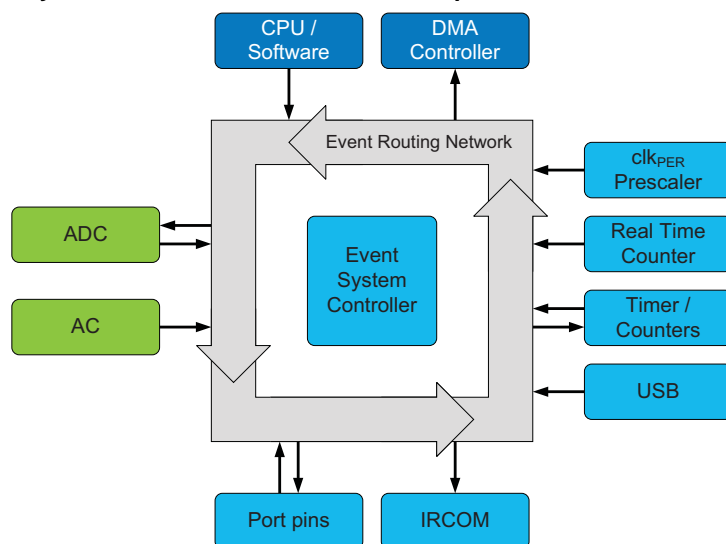 CPU /
Software
DMA
Controller
Event Routing Network
clkPER
Prescaler
ADC
Real Time
Counter
Event
System
Controller
AC
Timer /
Counters
USB
Port pins
IRCOM